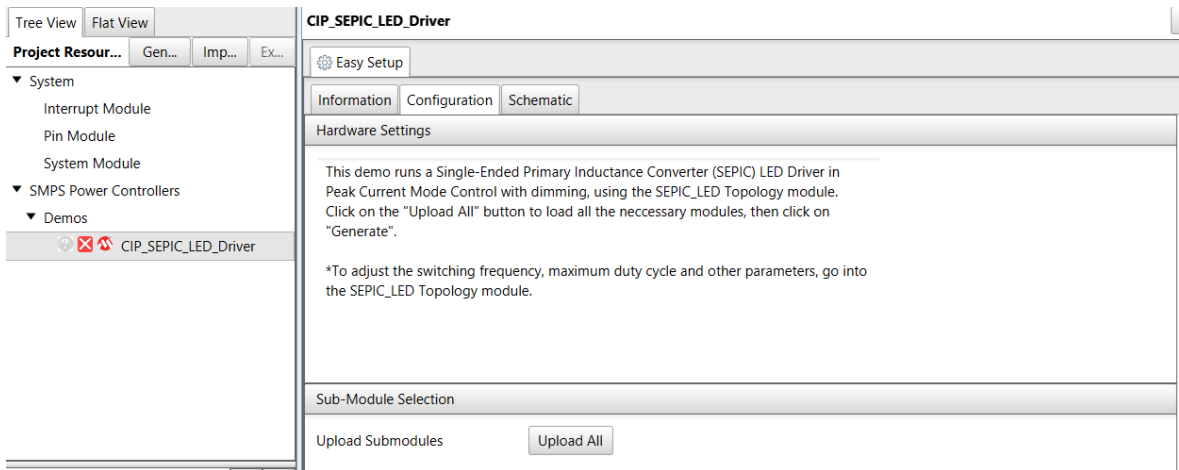 Tree View Flat View
Project Resour... Gen... Imp... Ex...
▼ System
Interrupt Module
Pin Module
System Module
▼ SMPS Power Controllers
▼ Demos
CIP_SEPIC_LED_Driver
CIP_SEPIC_LED_Driver
Easy Setup
Information Configuration Schematic
Hardware Settings
This demo runs a Single-Ended Primary Inductance Converter (SEPIC) LED Driver in
Peak Current Mode Control with dimming, using the SEPIC_LED Topology module.
Click on the "Upload All" button to load all the neccessary modules, then click on
"Generate".
*To adjust the switching frequency, maximum duty cycle and other parameters, go into
the SEPIC_LED Topology module.
Sub-Module Selection
Upload Submodules Upload All